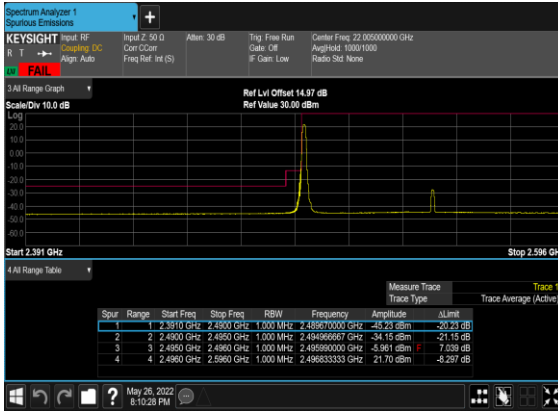 Spectrum Analyzer 1
Spurious Emissions
+
KEYSIGHT Input: RF Input Z: 50 Ω Atten: 30 dB Trig: Free Run Center Freq: 22.005000000 GHz
R T Coupling: DC Corr CCorr Gate: Off Avg|Hold: 1000/1000
Align: Auto Freq Ref: Int (S) IF Gain: Low Radio Std: None
FAIL
3 All Range Graph
Ref Lvl Offset 14.97 dB
Scale/Div 10.0 dB Ref Value 30.00 dBm
Log
20.0
10.0
0.00
-10.0
-20.0
-30.0
-40.0
-50.0
-60.0
Start 2.391 GHz Stop 2.596 GH
4 All Range Table
Measure Trace Trace 1
Trace Type Trace Average (Active)
Spur Range Start Freq Stop Freq RBW Frequency Amplitude ΔLimit
1 1 2.3910 GHz 2.4900 GHz 1.000 MHz 2.489670000 GHz -45.23 dBm -20.23 dB
2 2 2.4900 GHz 2.4950 GHz 1.000 MHz 2.494966667 GHz -34.15 dBm -21.15 dB
3 3 2.4950 GHz 2.4960 GHz 1.000 MHz 2.495990000 GHz -5.961 dBm F 7.039 dB
4 4 2.4960 GHz 2.5960 GHz 1.000 MHz 2.496833333 GHz 21.70 dBm -8.297 dB
? May 26, 2022
8:10:28 PM